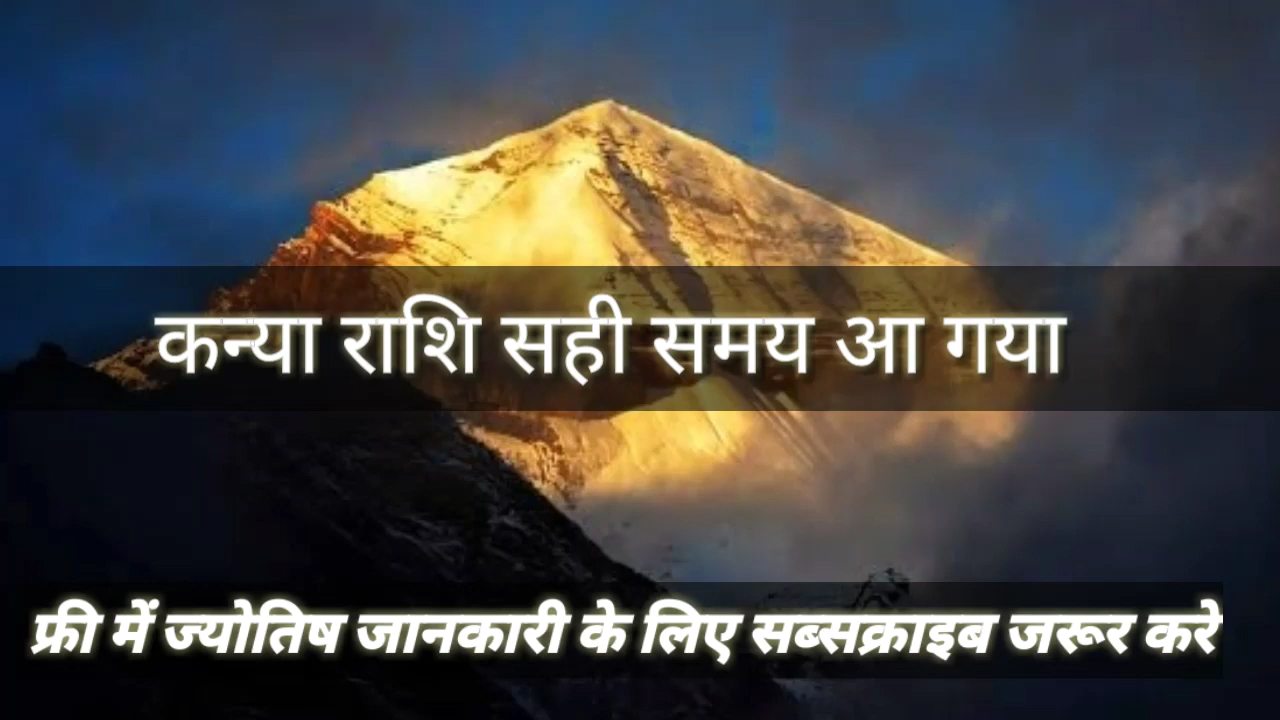 कन्या राशि सही समय आ गया
फ्री में ज्योतिष जानकारी के लिए सब्सक्राइब जरूर करे